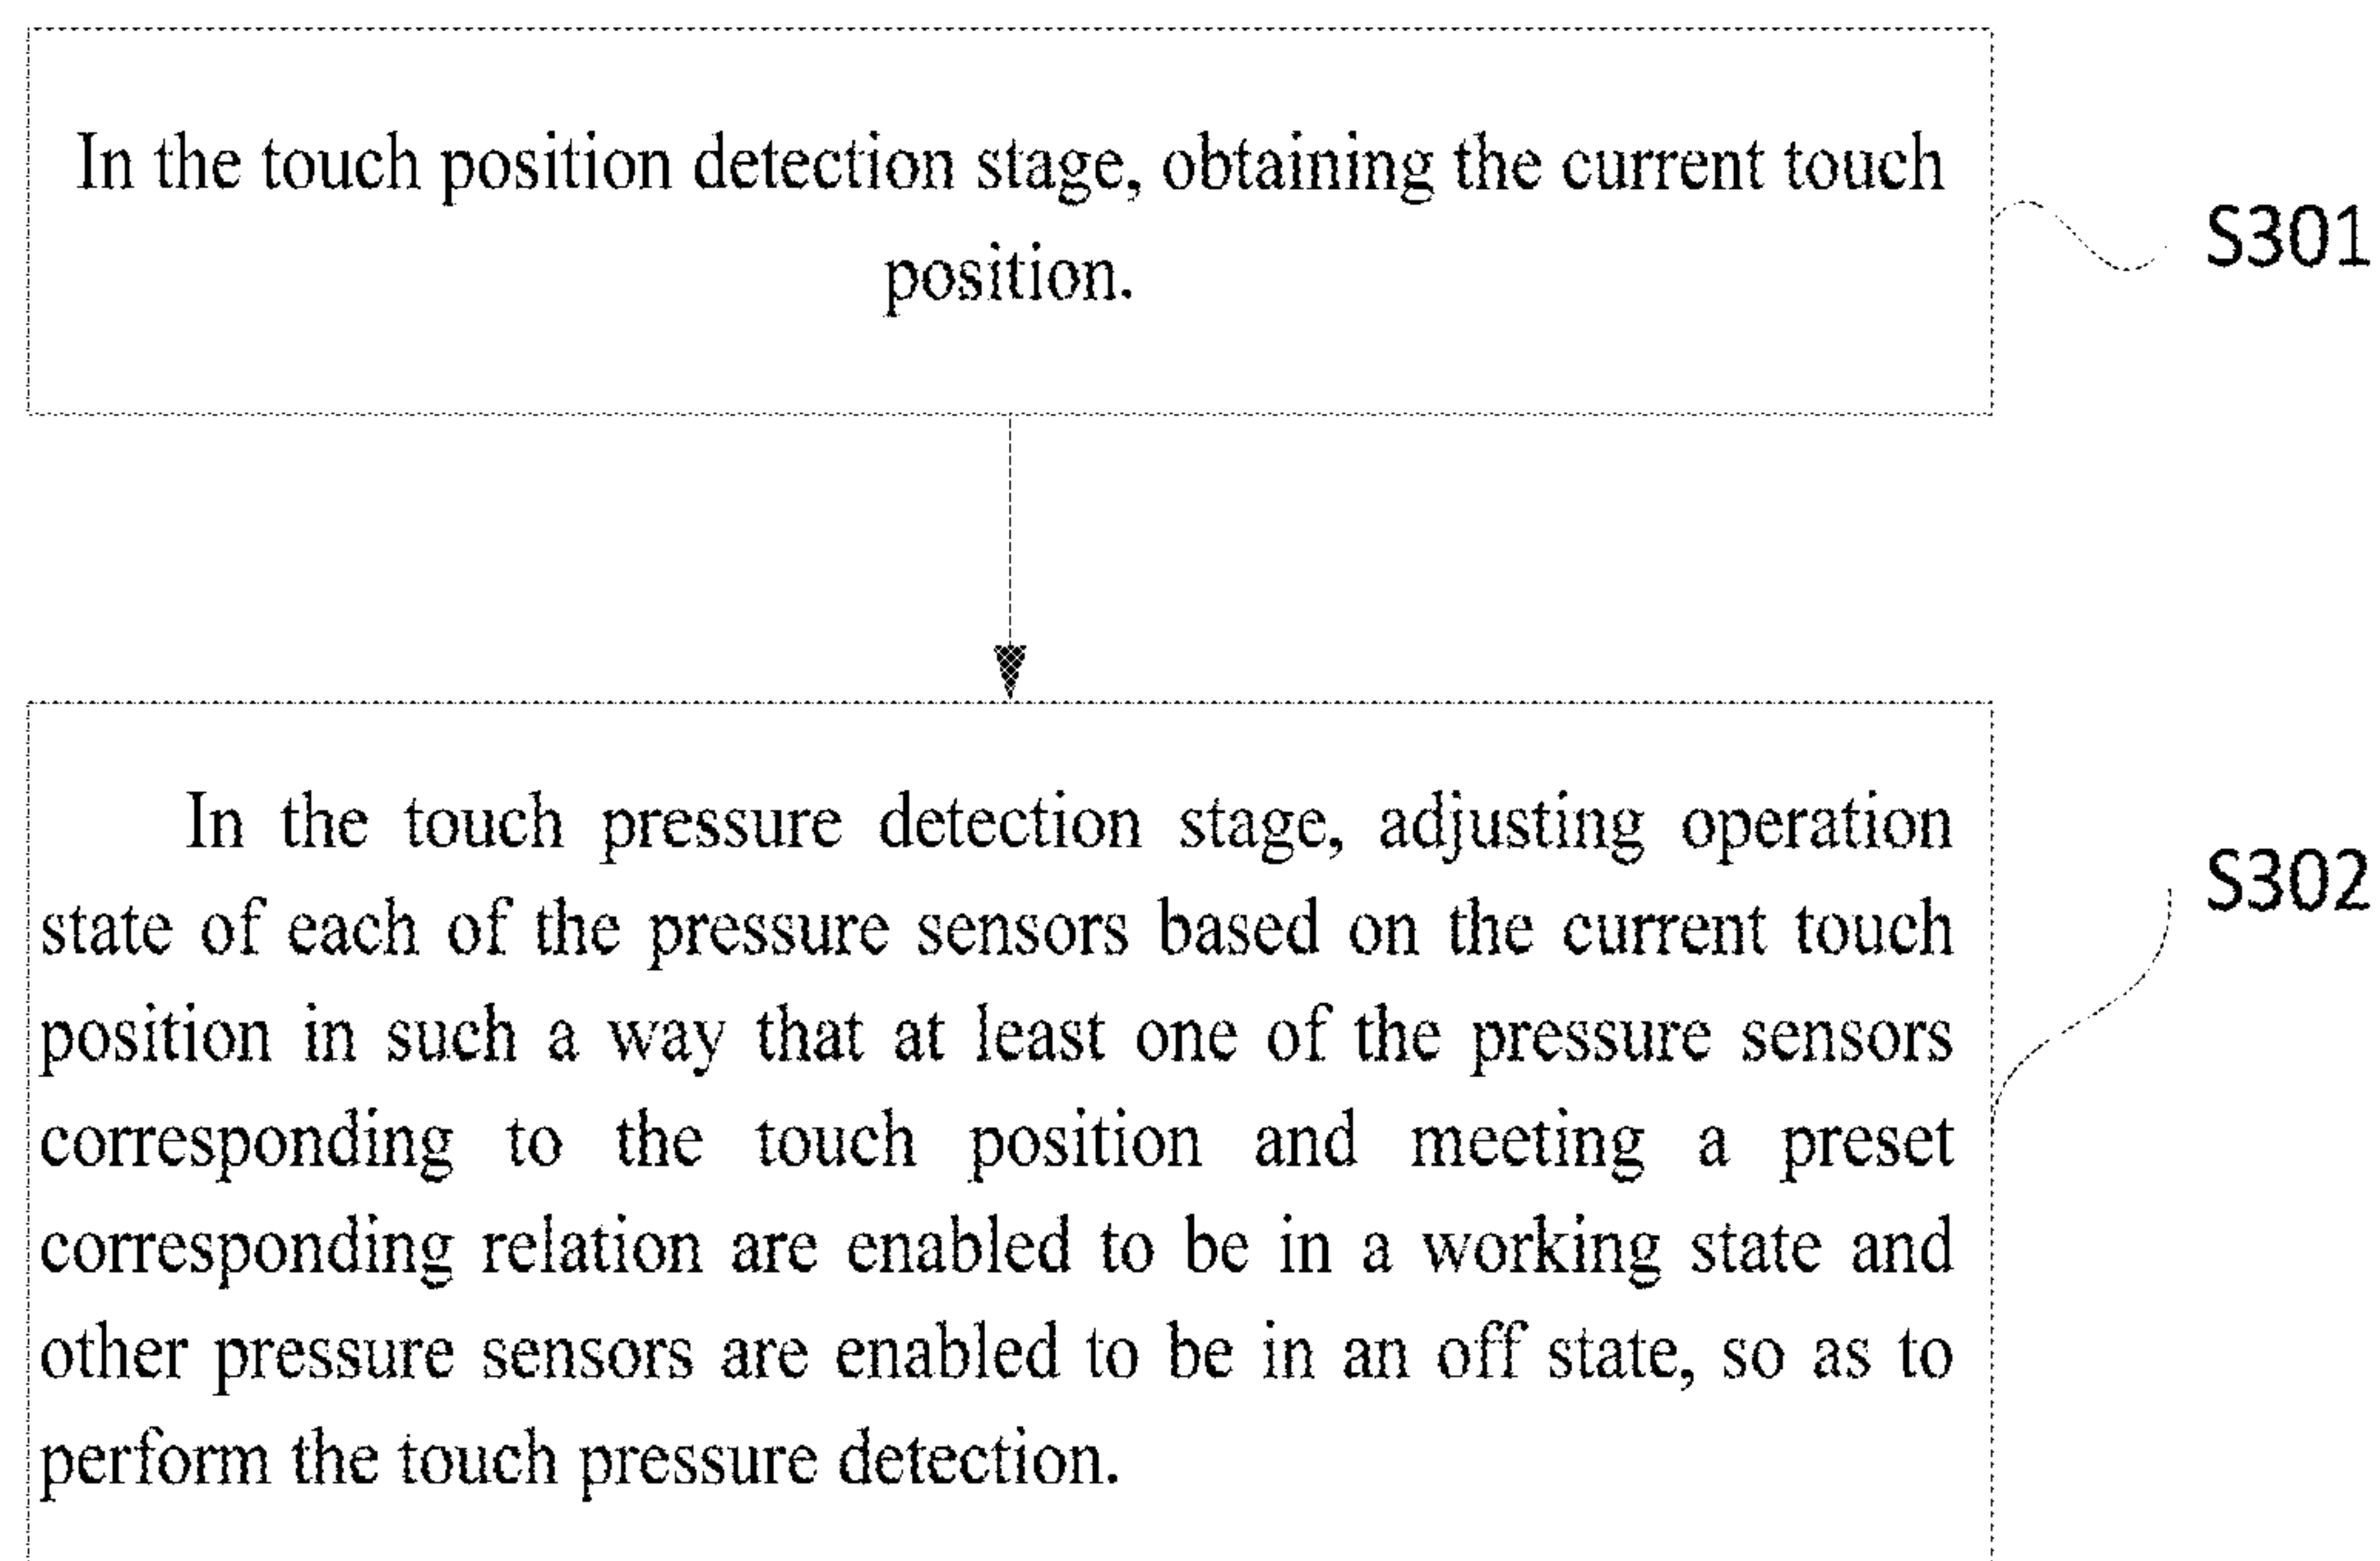 In the touch position detection stage, obtaining the current touch
position.
S301
In the touch pressure detection stage, adjusting operation
state of each of the pressure sensors based on the current touch
position in such a way that at least one of the pressure sensors
corresponding to the touch position and meeting a preset
corresponding relation are enabled to be in a working state and
other pressure sensors are enabled to be in an off state, so as to
perform the touch pressure detection.
S302